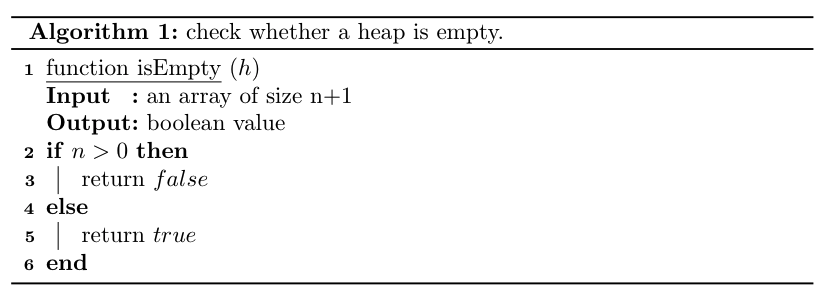 Algorithm 1: check whether a heap is empty.
1 function isEmpty (h)
Input : an array of size n+1
Output: boolean value
2 if n > 0 then
3 return false
4 else
5 return true
6 end